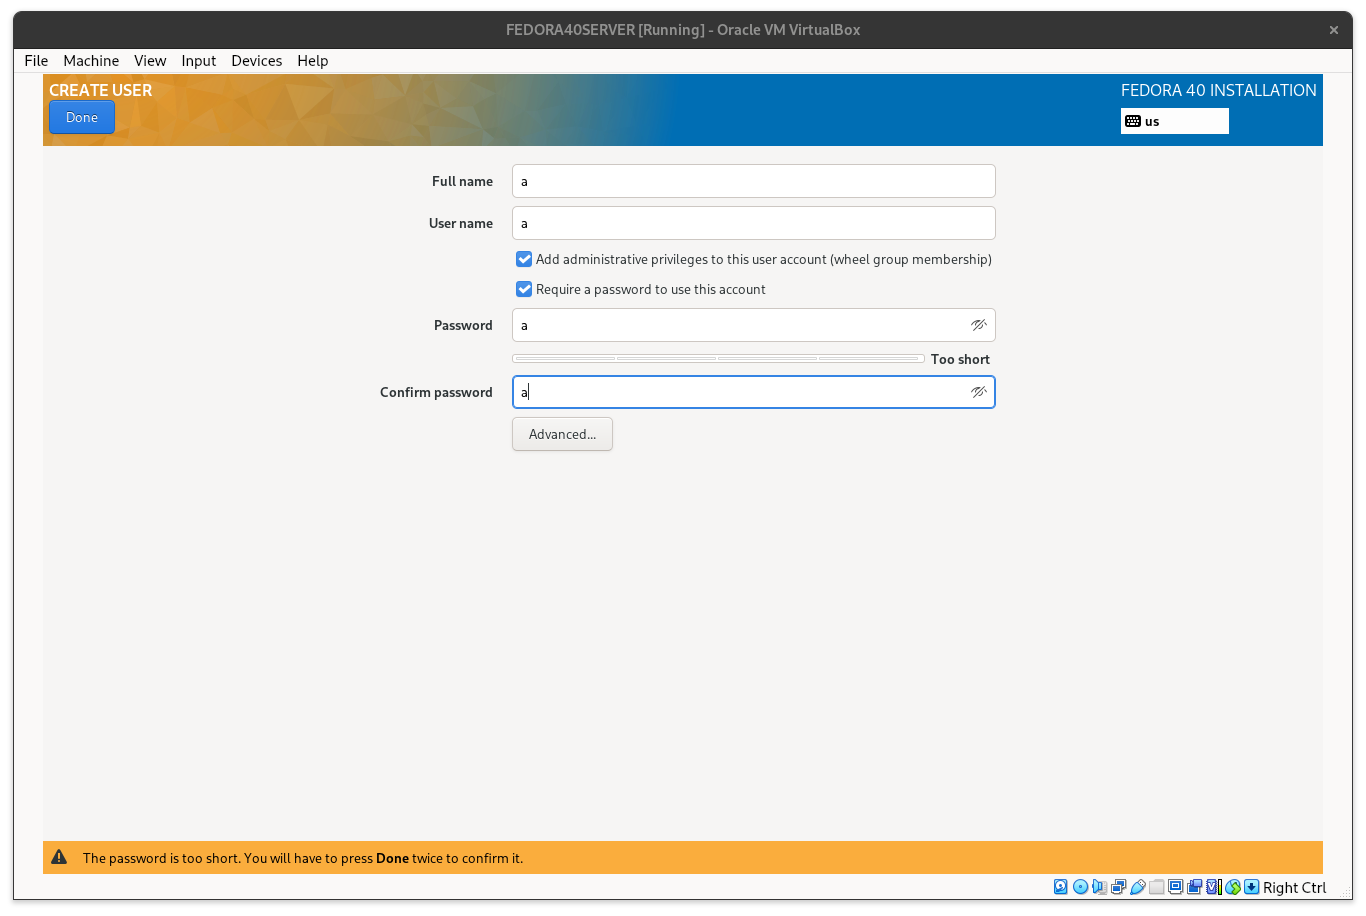 FEDORA40SERVER [Running] - Oracle VM VirtualBox
File Machine View Input Devices Help
CREATE USER
FEDORA 40 INSTALLATION
Done
us
Full name
a
User name
a
Add administrative privileges to this user account (wheel group membership)
Require a password to use this account
Password
a
Too short
Confirm password
a
Advanced...
The password is too short. You will have to press Done twice to confirm it.
Right Ctrl